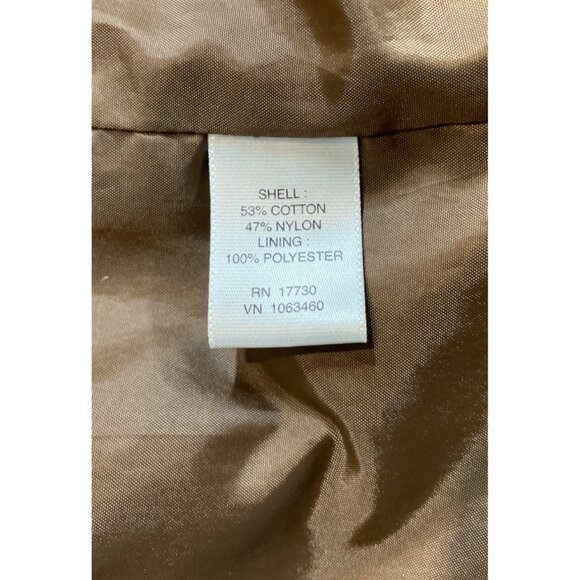 SHELL :
53% COTTON
47% NYLON
LINING :
100% POLYESTER
RN 17730
VN 1063460